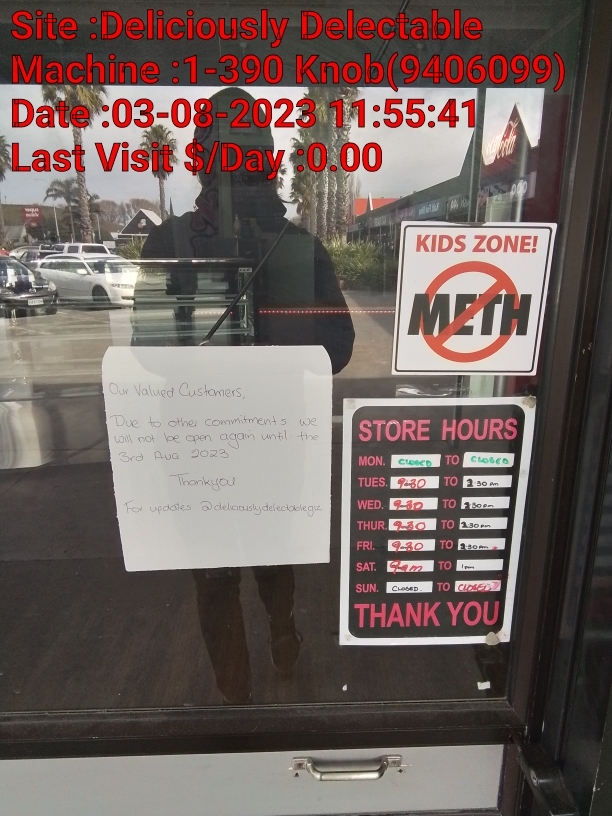 Site :Deliciously Delectable
Machine :1-390 Knob(9406099)
Date :03-08-2023 11:55:41
Last Visit $/Day :0.00
KIDS ZONE!
METH
Our Valued Customers,
Due to other commitments we
will not be open again until the
3rd Aug 2023
Thankyou
For updates @deliciouslydelectablegiz
STORE HOURS
MON. CLOSED TO CLOSED
TUES. 9-30 TO 2:30pm
WED. 9-30 TO 2:30pm
THUR. 9-30 TO 2:30pm
FRI. 9-30 TO 2:30pm
SAT. 9am TO 1pm
SUN. CLOSED TO CLOSED
THANK YOU